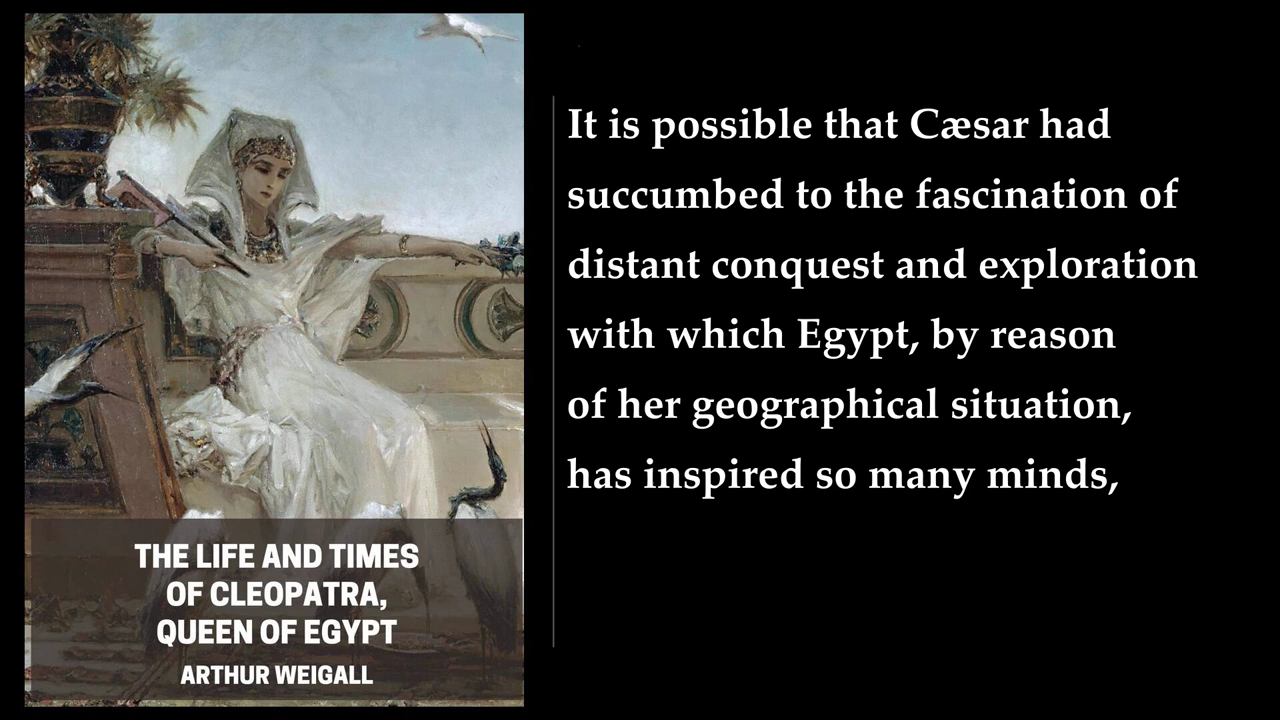 THE LIFE AND TIMES
OF CLEOPATRA,
QUEEN OF EGYPT
ARTHUR WEIGALL
It is possible that Cæsar had
succumbed to the fascination of
distant conquest and exploration
with which Egypt, by reason
of her geographical situation,
has inspired so many minds,